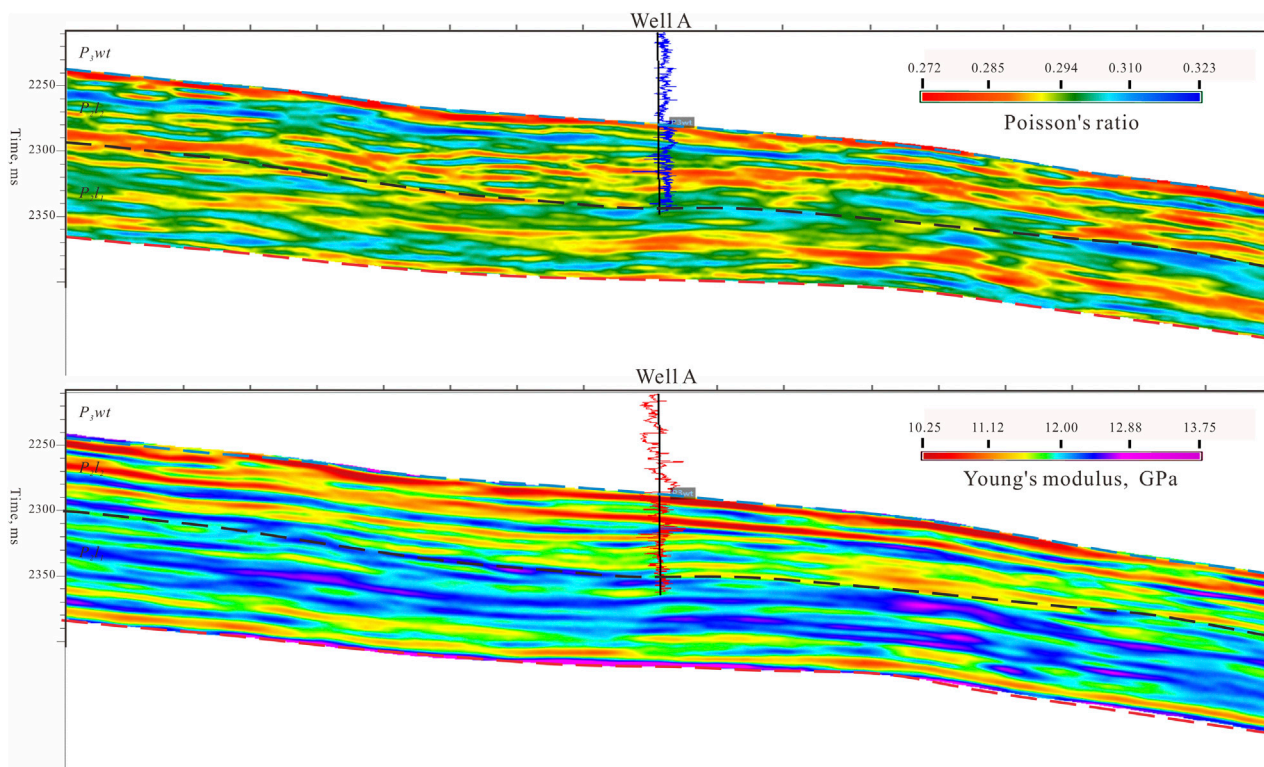 Well A
P₃wt
0.272 0.285 0.294 0.310 0.323
Poisson's ratio
2250
2300
2350
Time, ms
Well A
P₃wt
10.25 11.12 12.00 12.88 13.75
Young's modulus, GPa
2250
2300
2350
Time, ms